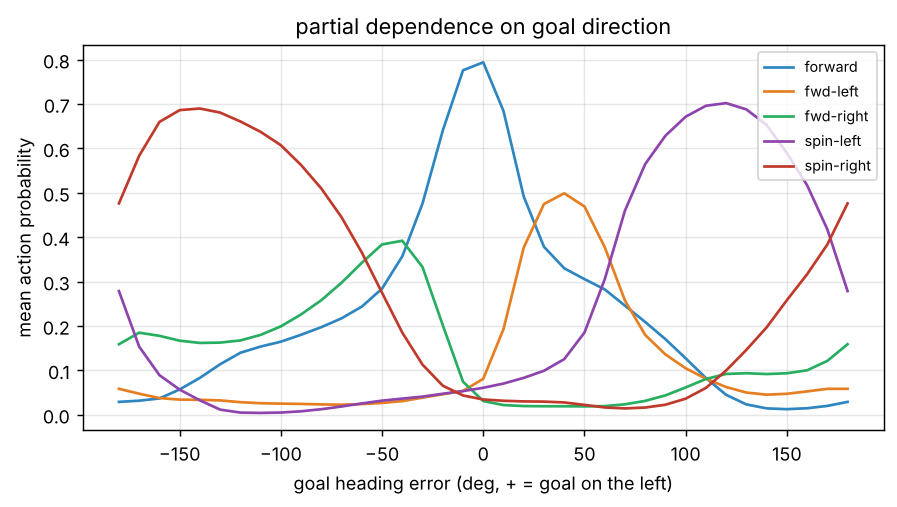 partial dependence on goal direction
mean action probability
0.8
0.7
0.6
0.5
0.4
0.3
0.2
0.1
0.0
forward
fwd-left
fwd-right
spin-left
spin-right
−150 −100 −50 0 50 100 150
goal heading error (deg, + = goal on the left)